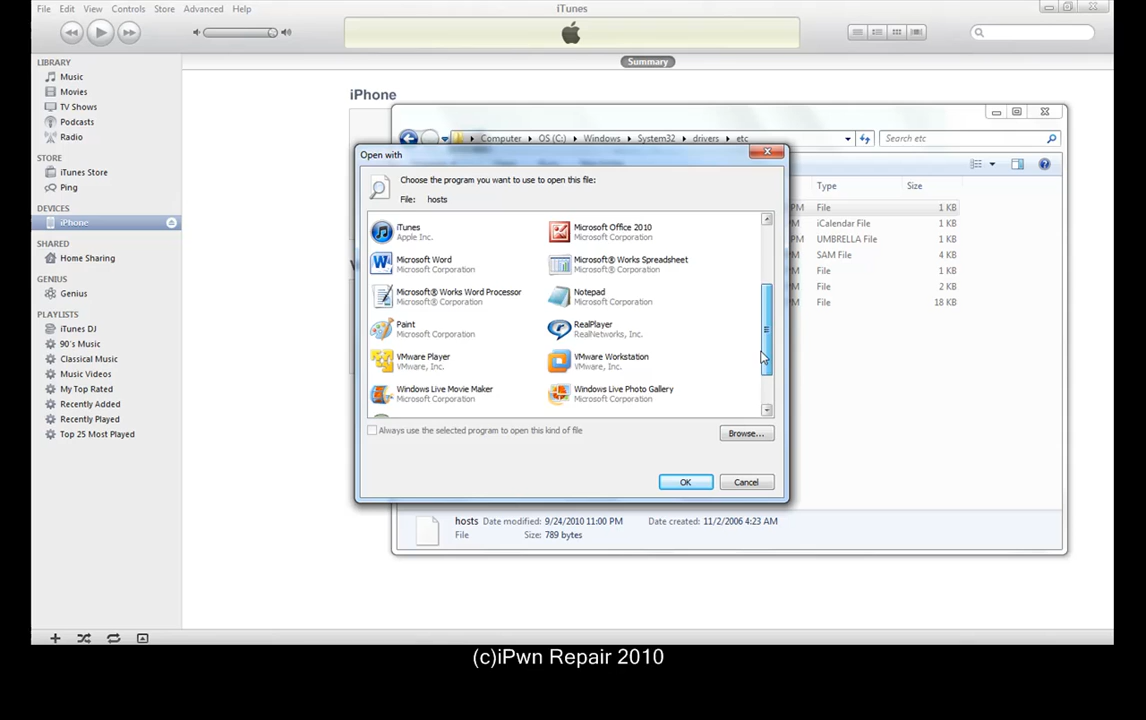 File Edit View Controls Store Advanced Help
iTunes
Summary
LIBRARY
Music
Movies
TV Shows
Podcasts
Radio
STORE
iTunes Store
Ping
DEVICES
iPhone
SHARED
Home Sharing
GENIUS
Genius
PLAYLISTS
iTunes DJ
90's Music
Classical Music
Music Videos
My Top Rated
Recently Added
Recently Played
Top 25 Most Played
iPhone
Computer OS (C:) Windows System32 drivers etc
Search etc
Type Size
PM File 1 KB
iCalendar File 1 KB
PM UMBRELLA File 1 KB
PM SAM File 4 KB
PM File 1 KB
PM File 2 KB
PM File 18 KB
Open with
Choose the program you want to use to open this file:
File: hosts
iTunes
Apple Inc.
Microsoft Office 2010
Microsoft Corporation
Microsoft Word
Microsoft Corporation
Microsoft® Works Spreadsheet
Microsoft® Corporation
Microsoft® Works Word Processor
Microsoft® Corporation
Notepad
Microsoft Corporation
Paint
Microsoft Corporation
RealPlayer
RealNetworks, Inc.
VMware Player
VMware, Inc.
VMware Workstation
VMware, Inc.
Windows Live Movie Maker
Microsoft Corporation
Windows Live Photo Gallery
Microsoft Corporation
Always use the selected program to open this kind of file
Browse...
OK Cancel
hosts Date modified: 9/24/2010 11:00 PM Date created: 11/2/2006 4:23 AM
File Size: 789 bytes
(c)iPwn Repair 2010